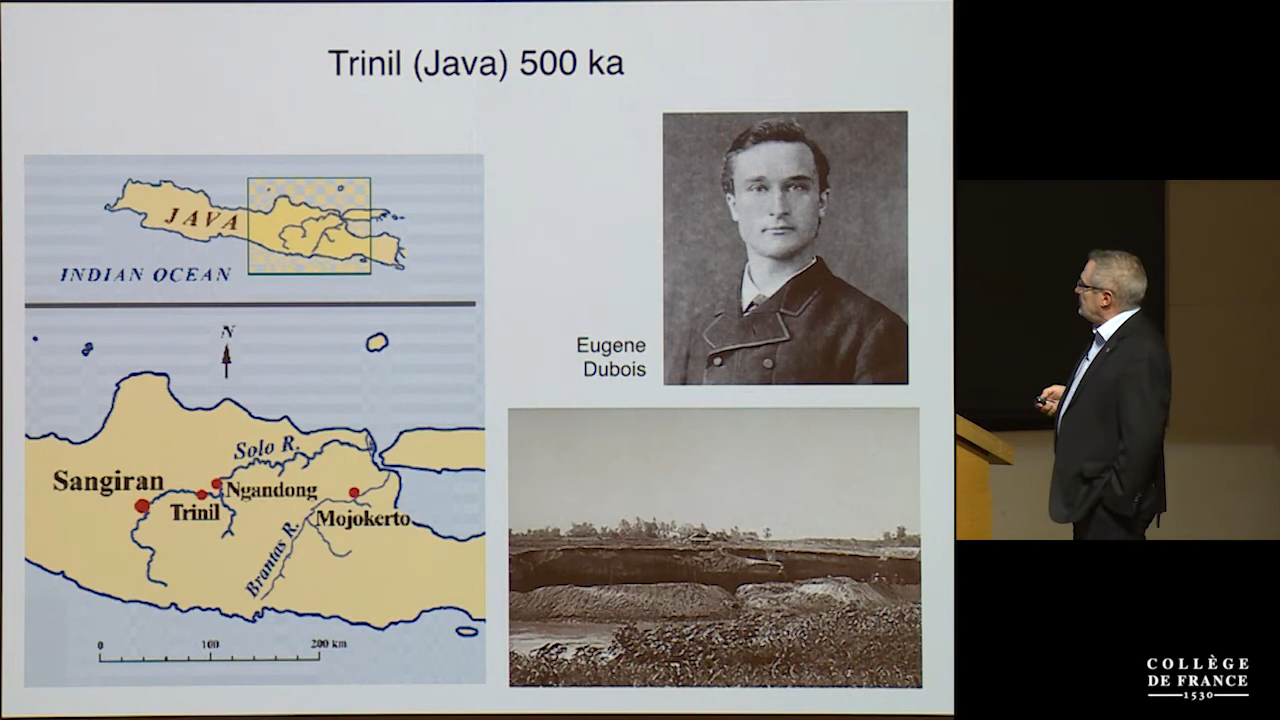 Trinil (Java) 500 ka
JAVA
INDIAN OCEAN
N
Solo R.
Sangiran
Ngandong
Trinil
Mojokerto
Brantas R.
0 100 200 km
Eugene
Dubois
COLLÈGE
DE FRANCE
1530